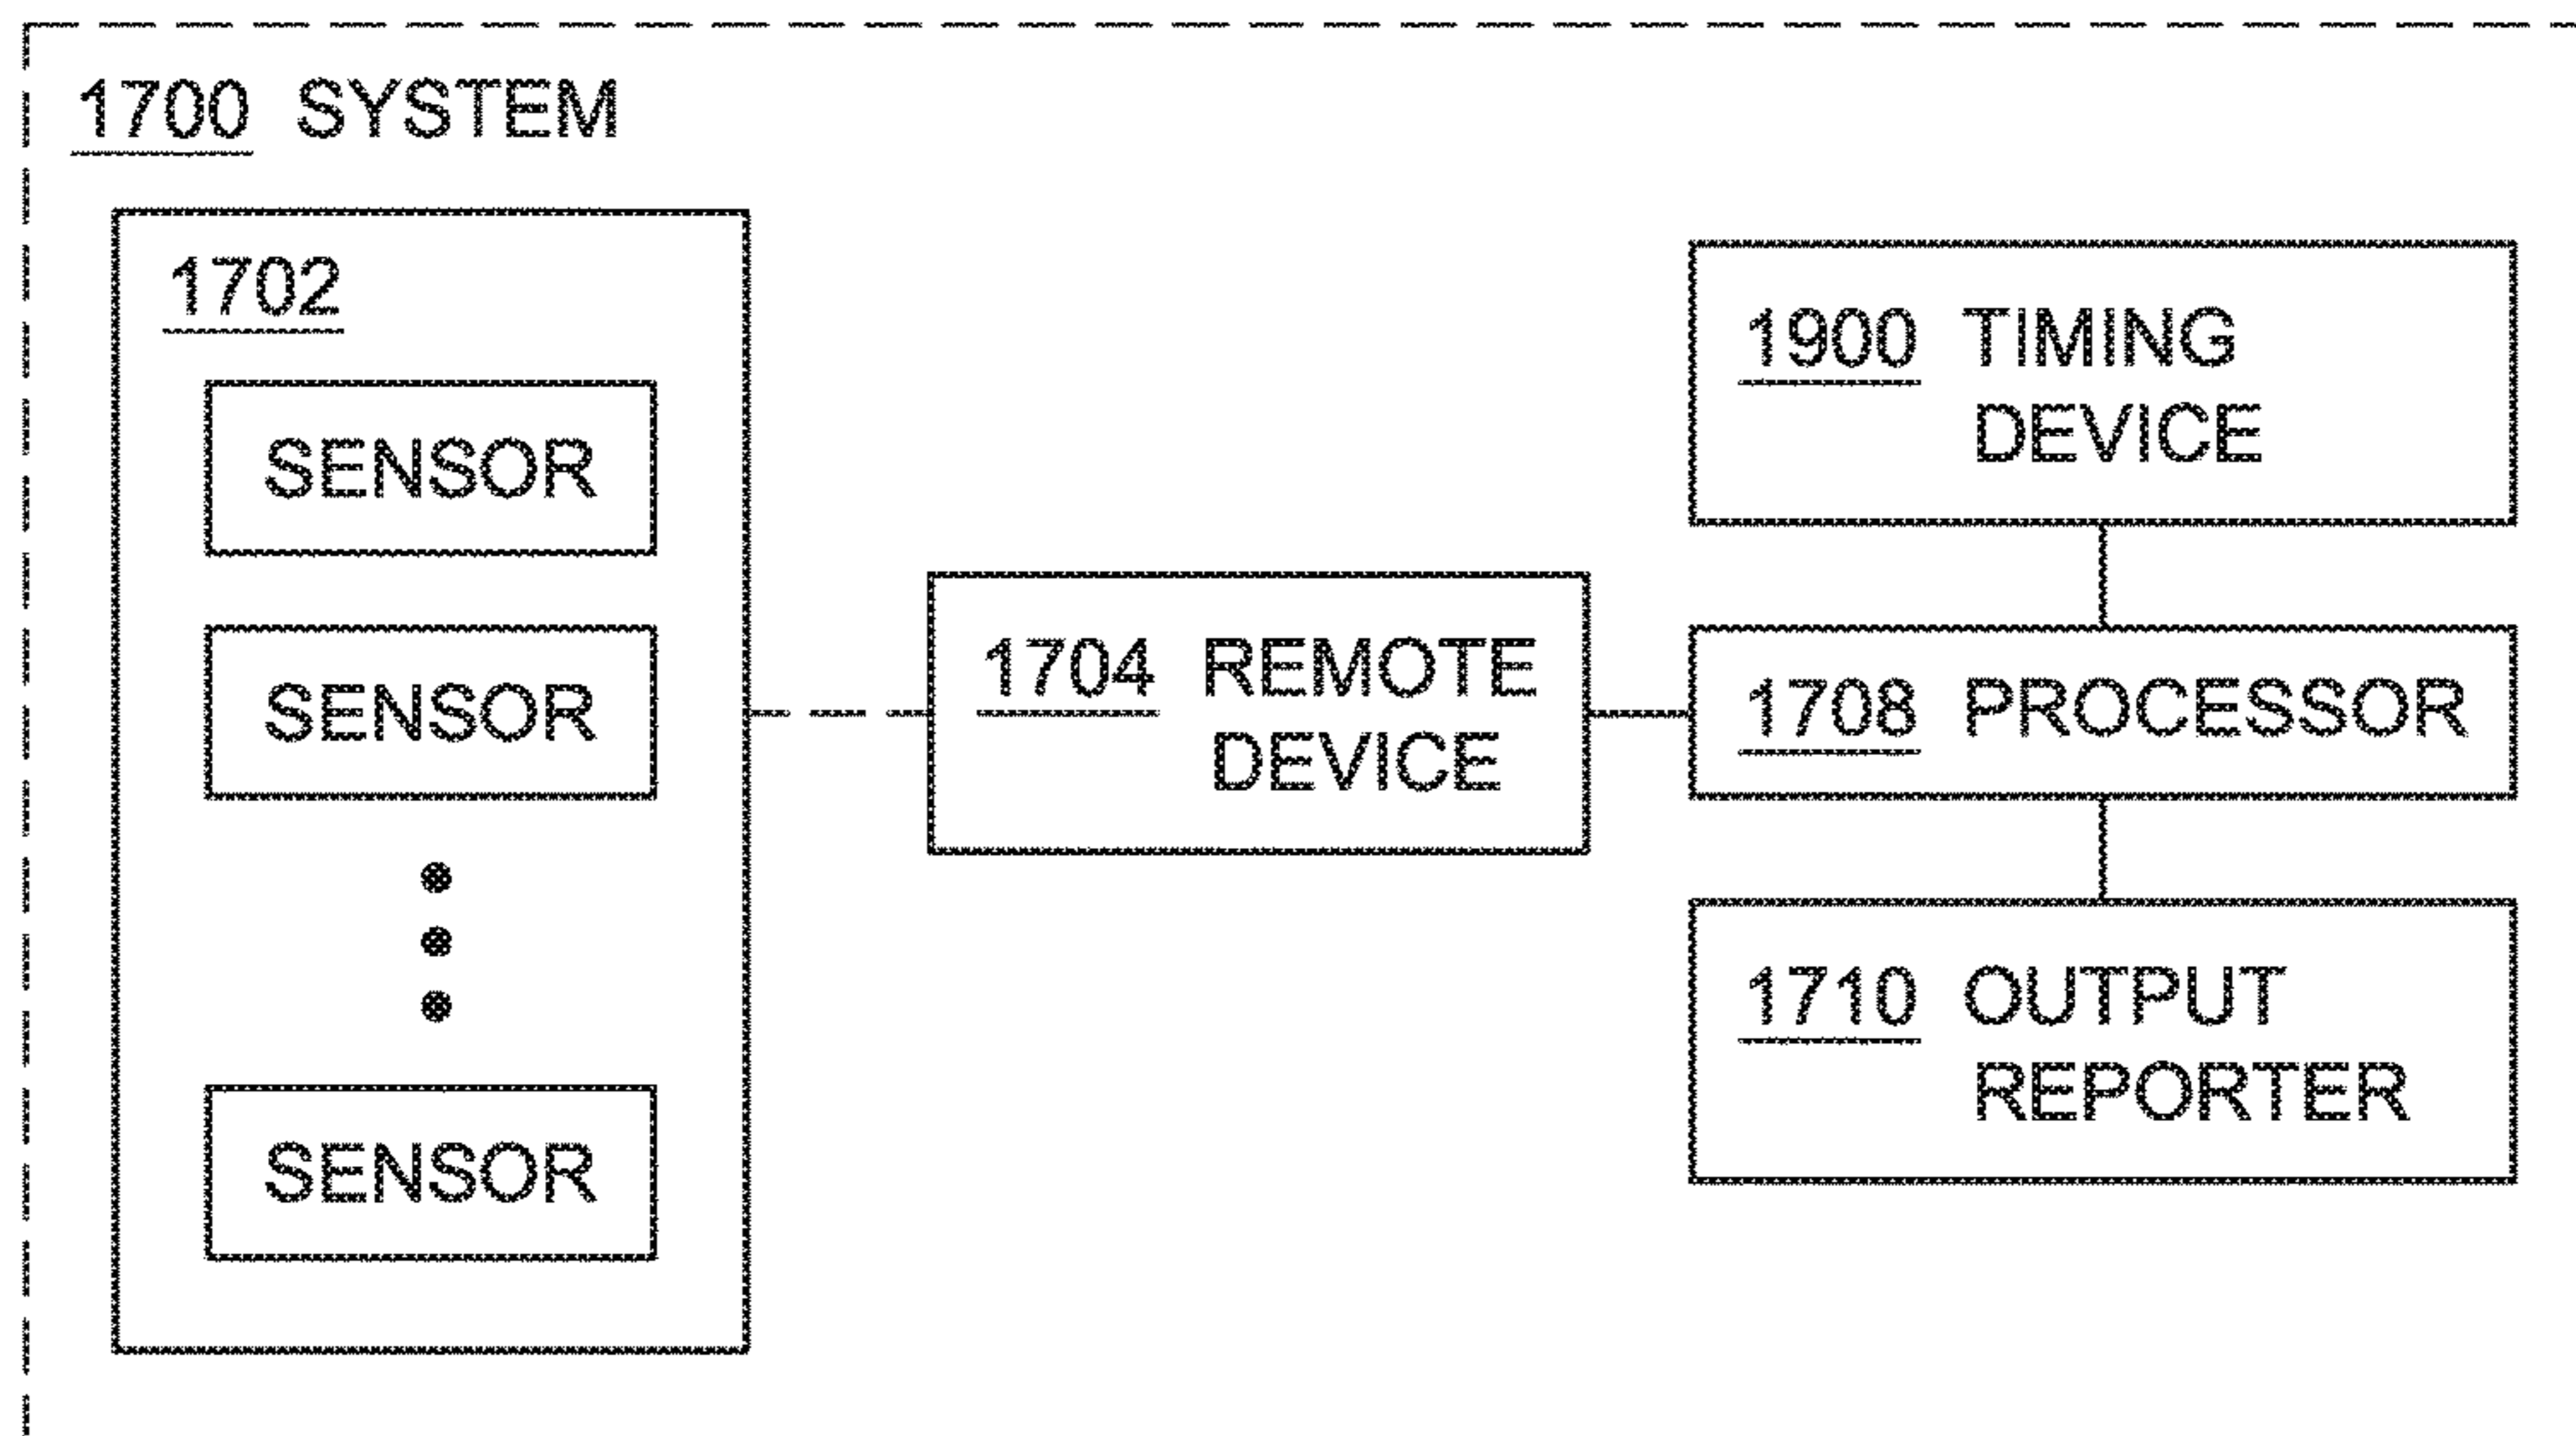 1700 SYSTEM
1702
SENSOR
SENSOR
SENSOR
1704 REMOTE
DEVICE
1900 TIMING
DEVICE
1708 PROCESSOR
1710 OUTPUT
REPORTER